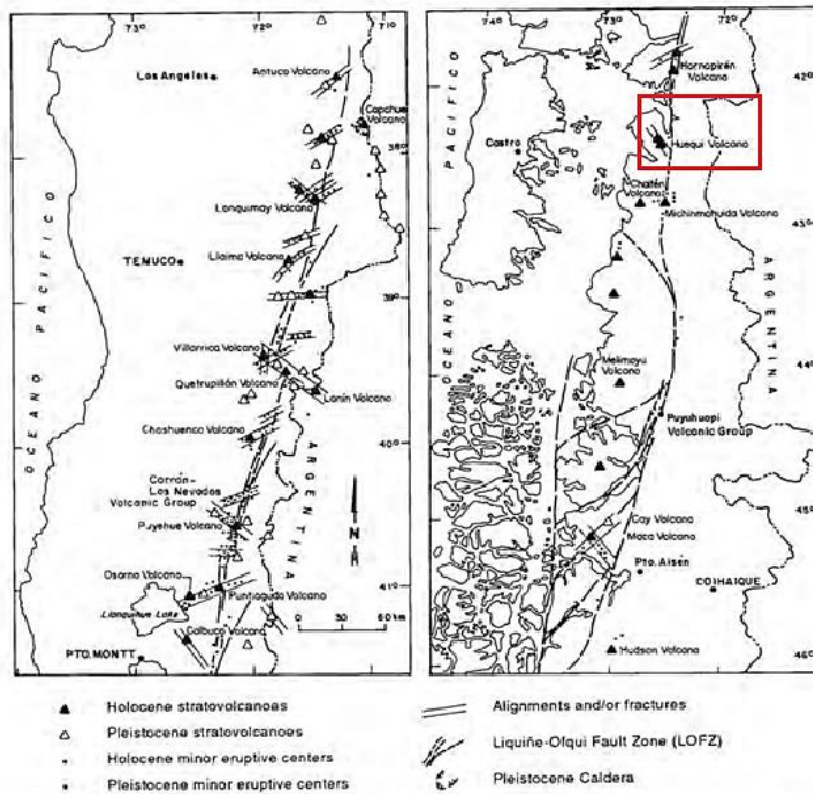 73°
72°
71°
Los Angeles
Antuco Volcano
Copahue
Volcano
38°
Lonquimay Volcano
Llaima Volcano
TEMUCO
39°
Villarrica Volcano
Quetrupillán Volcano
Lanín Volcano
Choshuenco Volcano
40°
Carrán-
Los Nevados
Volcanic Group
Puyehue Volcano
Osorno Volcano
41°
Puntiagudo Volcano
Llanquihue Lake
Calbuco Volcano
PTO. MONTT
OCEANO PACIFICO
ARGENTINA
N
0 30 60 km
74°
73°
72°
PACIFICO
Hornopirén
Volcano
42°
Castro
Huequi Volcano
Chaitén
Volcano
Michinmahuida Volcano
43°
OCEANO
ARGENTINA
Melimoyu
Volcano
44°
Puyuhuapi
Volcanic Group
45°
Cay Volcano
Maca Volcano
Pto. Aisén
COIHAIQUE
46°
Hudson Volcano
Holocene stratovolcanoes
Pleistocene stratovolcanoes
Holocene minor eruptive centers
Pleistocene minor eruptive centers
Alignments and/or fractures
Liquiñe-Ofqui Fault Zone (LOFZ)
Pleistocene Caldera